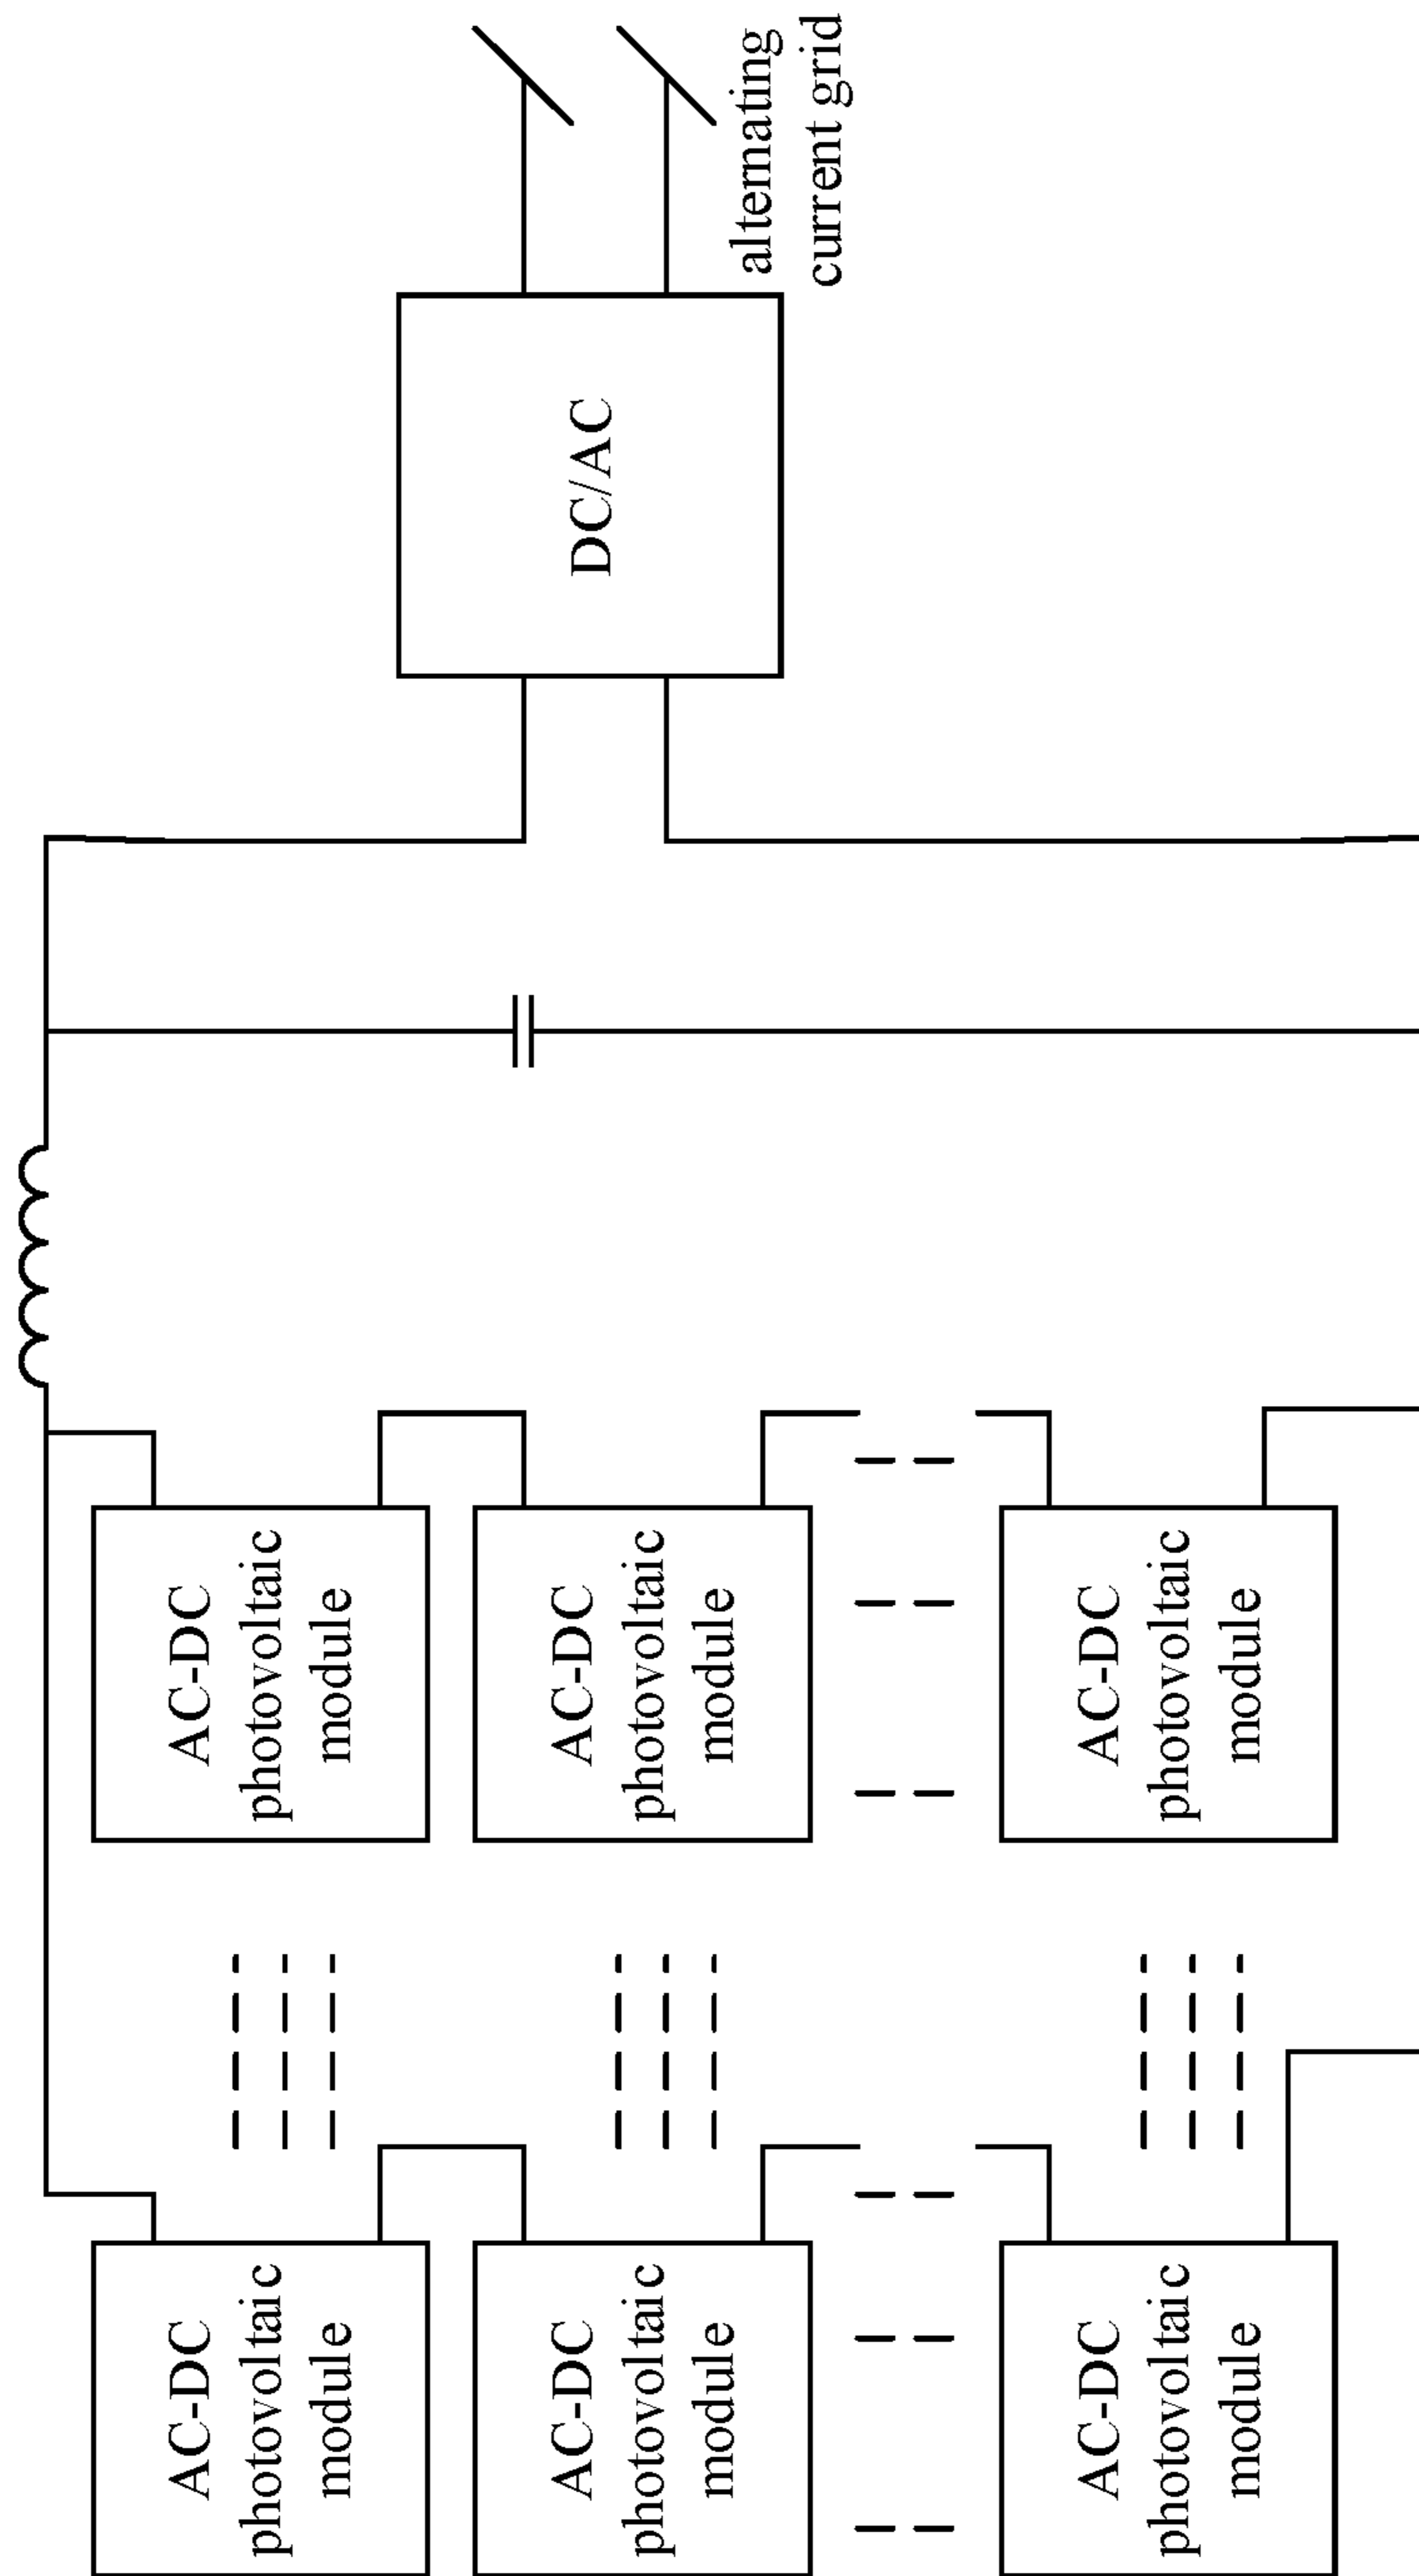 AC-DC
photovoltaic
module
AC-DC
photovoltaic
module
DC/AC
alternating
current grid
AC-DC
photovoltaic
module
AC-DC
photovoltaic
module
AC-DC
photovoltaic
module
AC-DC
photovoltaic
module